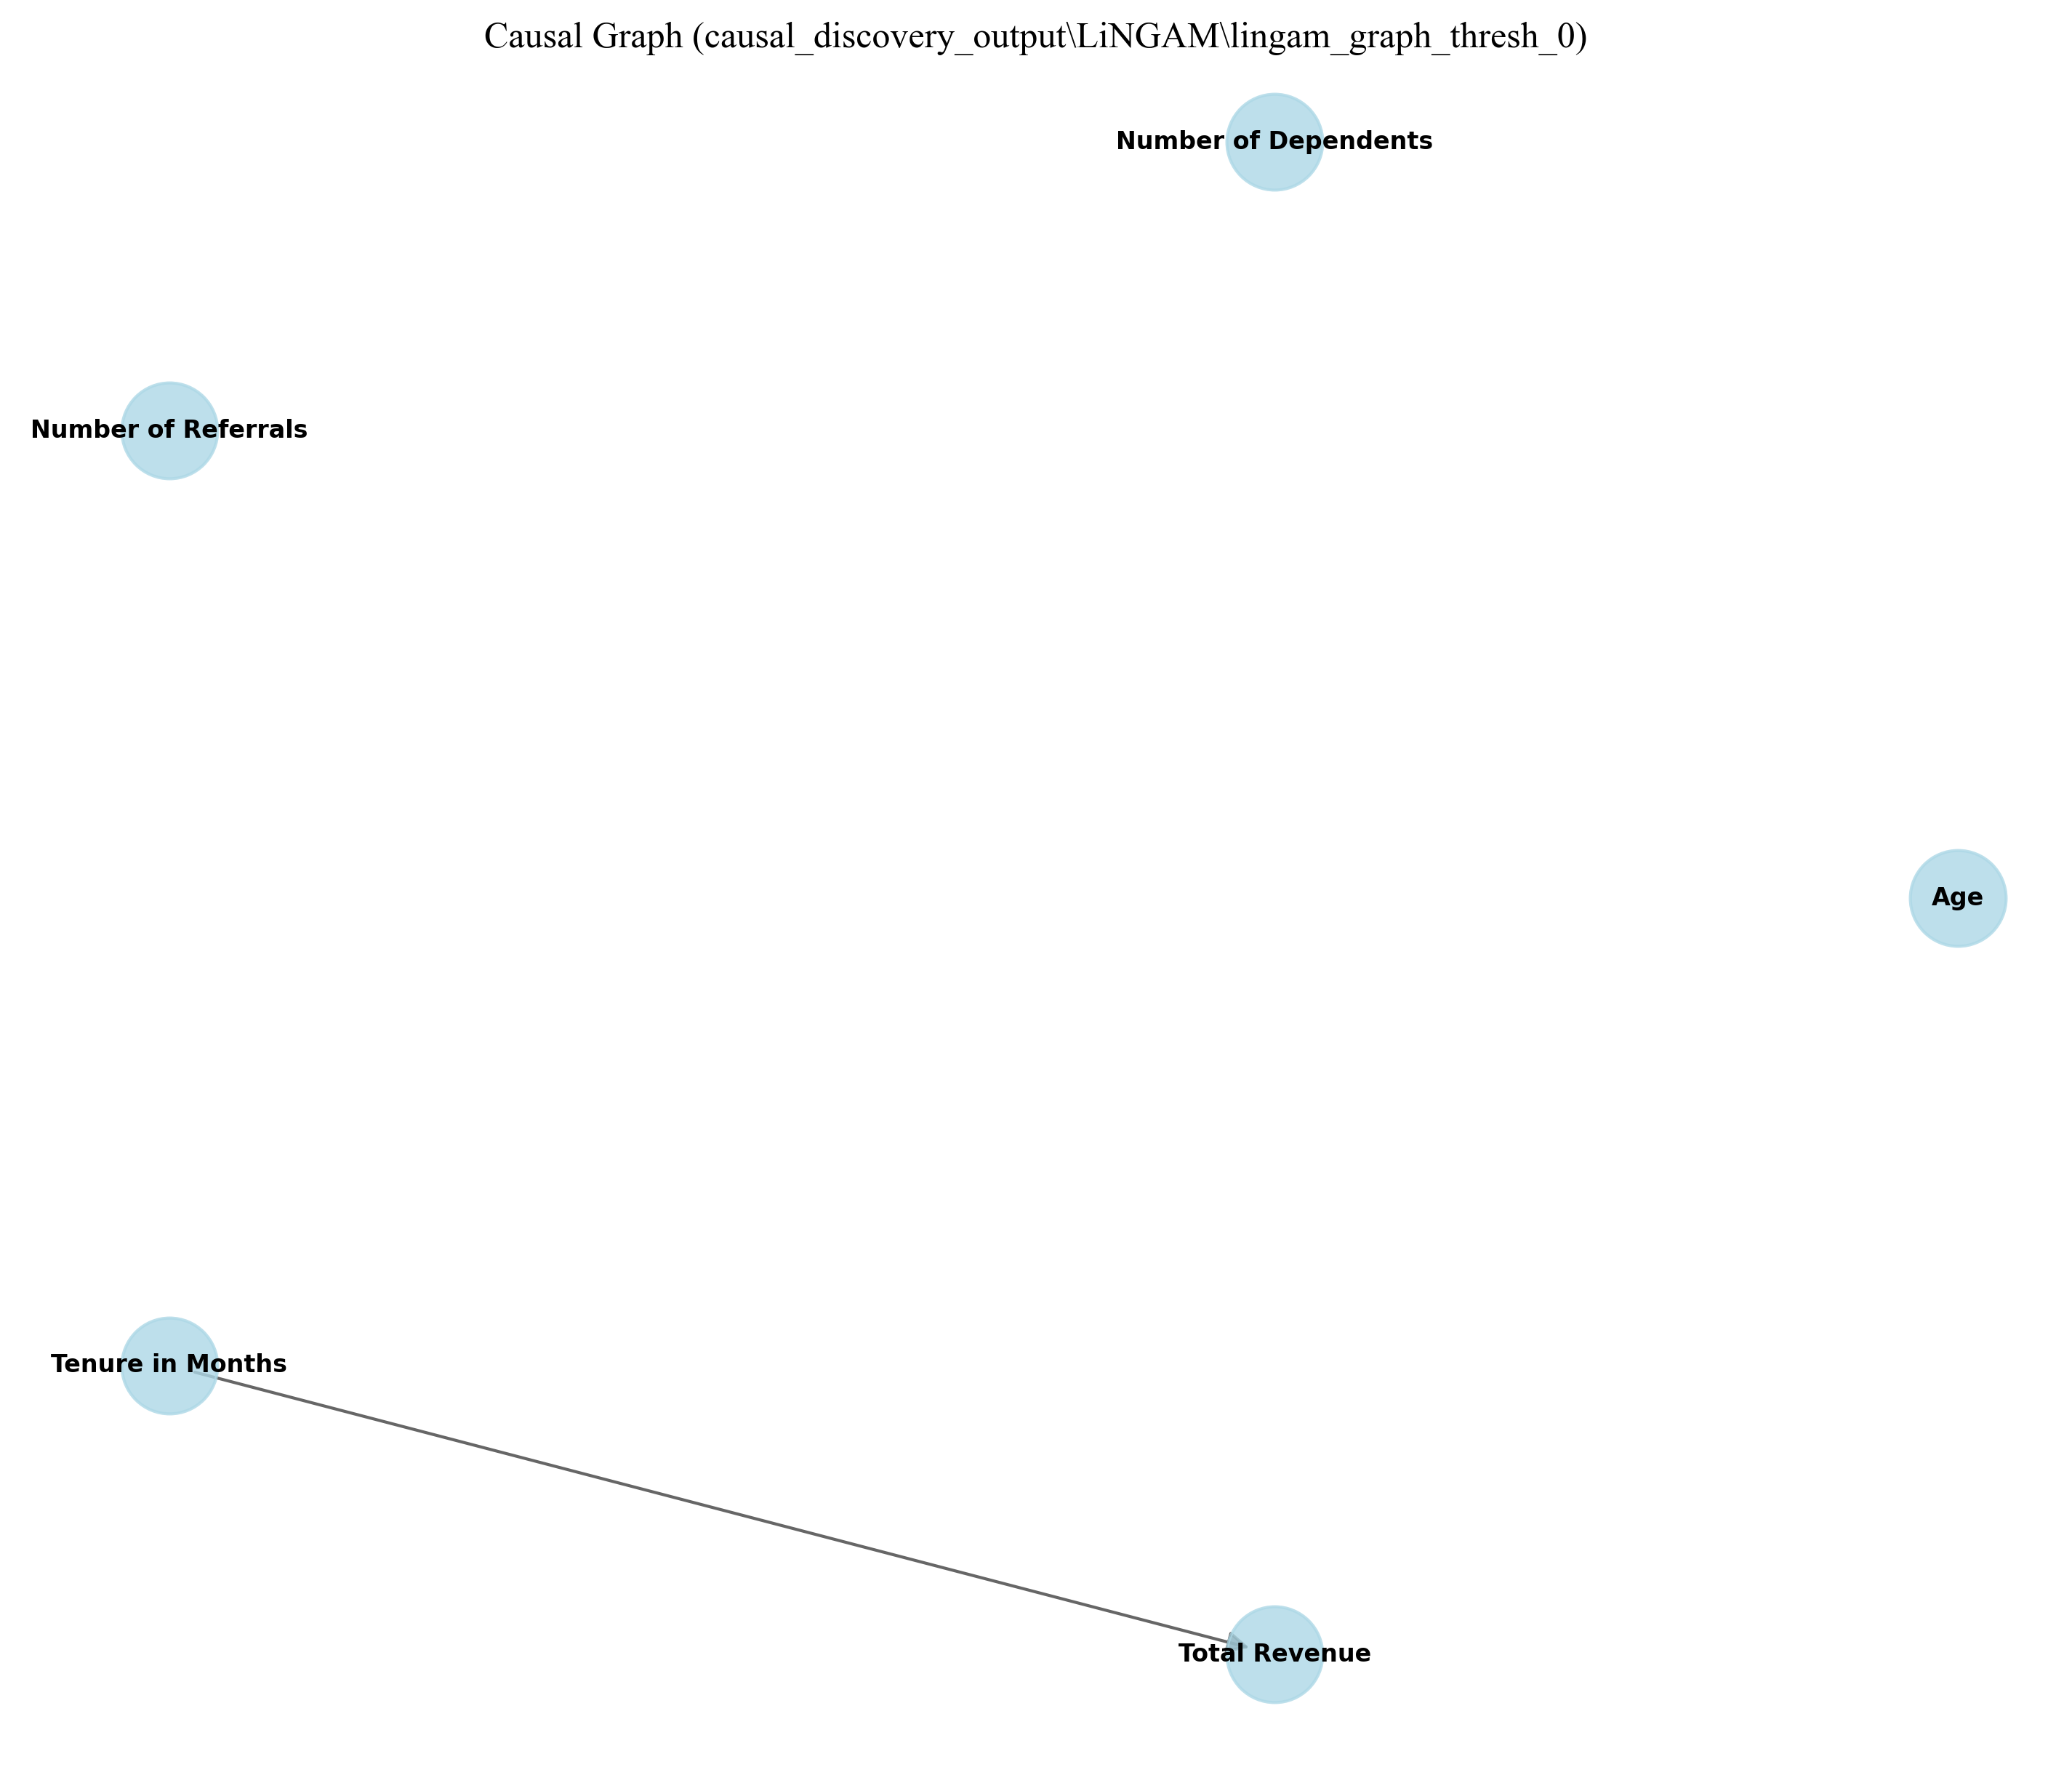 Causal Graph (causal_discovery_output\LiNGAM\lingam_graph_thresh_0)
Number of Dependents
Number of Referrals
Age
Tenure in Months
Total Revenue